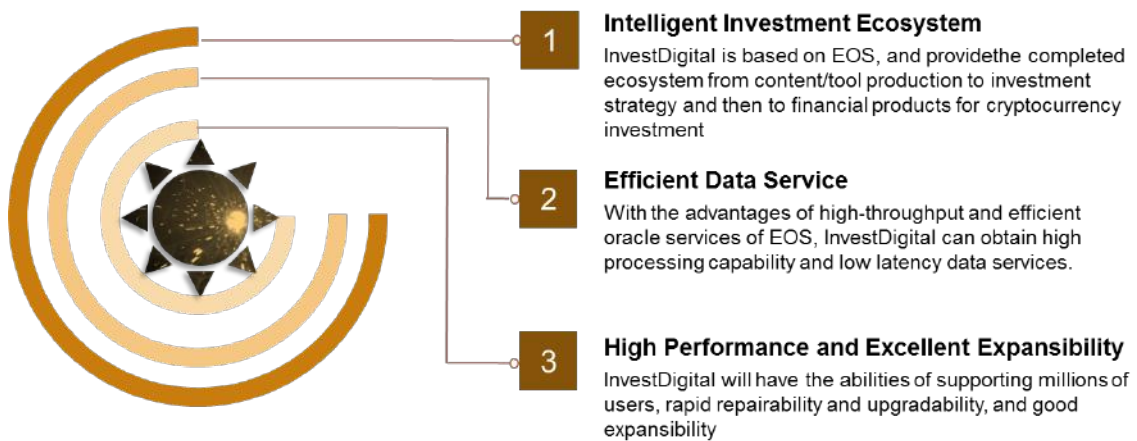 1
Intelligent Investment Ecosystem
InvestDigital is based on EOS, and providethe completed
ecosystem from content/tool production to investment
strategy and then to financial products for cryptocurrency
investment
2
Efficient Data Service
With the advantages of high-throughput and efficient
oracle services of EOS, InvestDigital can obtain high
processing capability and low latency data services.
3
High Performance and Excellent Expansibility
InvestDigital will have the abilities of supporting millions of
users, rapid repairability and upgradability, and good
expansibility